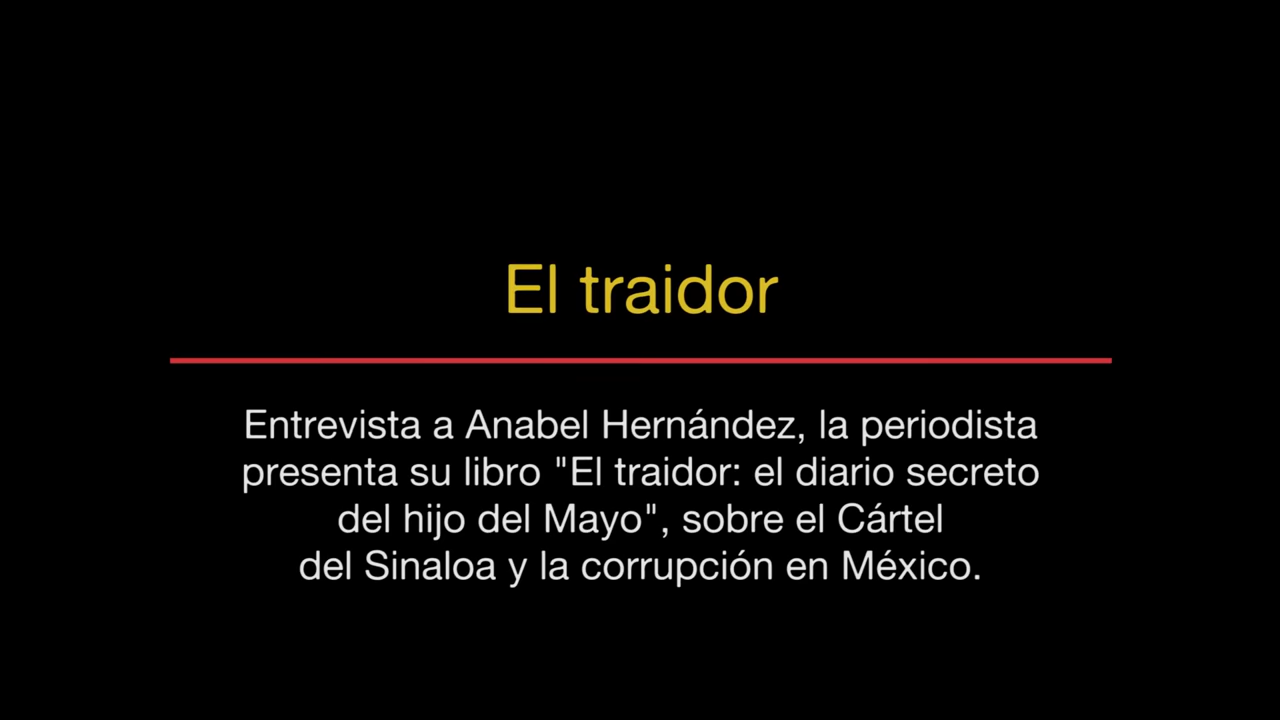 El traidor
Entrevista a Anabel Hernández, la periodista
presenta su libro "El traidor: el diario secreto
del hijo del Mayo", sobre el Cártel
del Sinaloa y la corrupción en México.